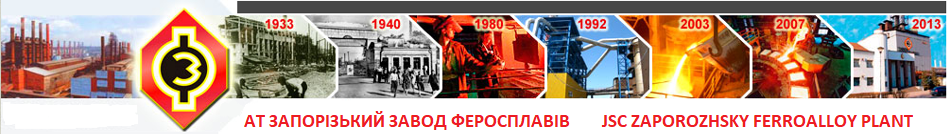 1933 1940 1980 1992 2003 2007 2013
АТ ЗАПОРІЗЬКИЙ ЗАВОД ФЕРОСПЛАВІВ JSC ZAPOROZHSKY FERROALLOY PLANT